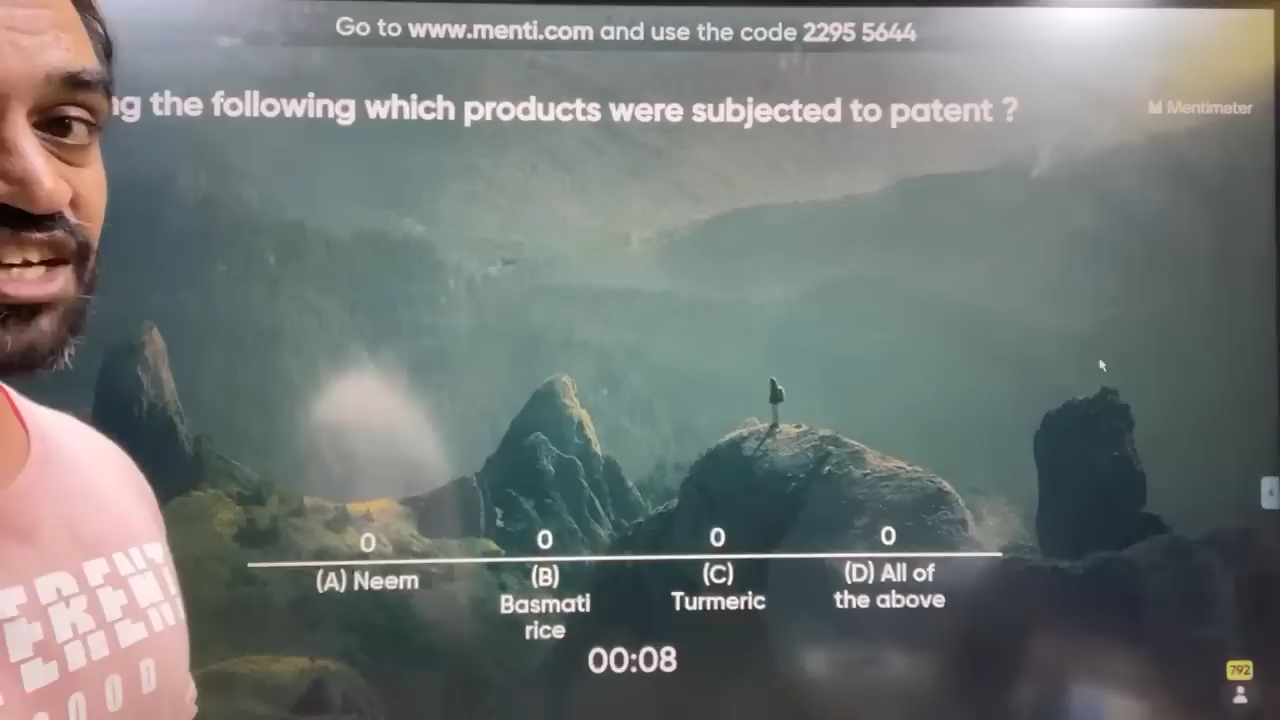 Go to www.menti.com and use the code 2295 5644
the following which products were subjected to patent ?
Mentimeter
0
0
0
0
(A) Neem
(B)
Basmati
rice
(C)
Turmeric
(D) All of
the above
00:08
792